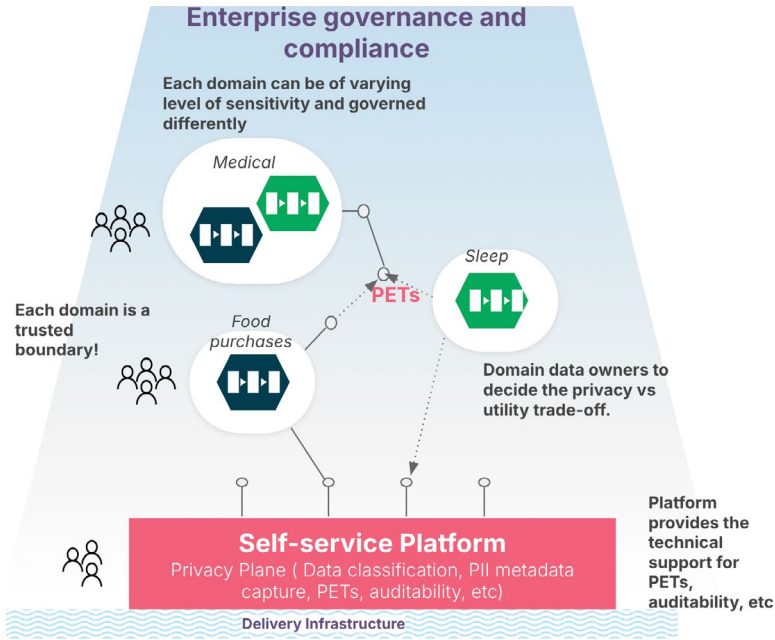 Enterprise governance and
compliance
Each domain can be of varying
level of sensitivity and governed
differently
Medical
Sleep
PETs
Each domain is a
trusted
boundary!
Food
purchases
Domain data owners to
decide the privacy vs
utility trade-off.
Platform
provides the
technical
support for
PETs,
auditability, etc
Self-service Platform
Privacy Plane ( Data classification, PII metadata
capture, PETs, auditability, etc)
Delivery Infrastructure